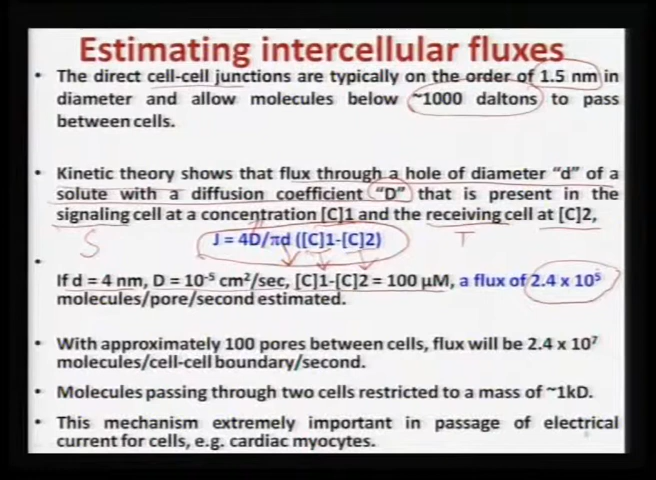 Estimating intercellular fluxes
• The direct cell-cell junctions are typically on the order of 1.5 nm in
diameter and allow molecules below ~1000 daltons to pass
between cells.
• Kinetic theory shows that flux through a hole of diameter “d” of a
solute with a diffusion coefficient “D” that is present in the
signaling cell at a concentration [C]1 and the receiving cell at [C]2,
S T
J = 4D/πd ([C]1-[C]2)
•
If d = 4 nm, D = 10⁻⁵ cm²/sec, [C]1-[C]2 = 100 μM, a flux of 2.4 x 10⁵
molecules/pore/second estimated.
• With approximately 100 pores between cells, flux will be 2.4 x 10⁷
molecules/cell-cell boundary/second.
• Molecules passing through two cells restricted to a mass of ~1kD.
• This mechanism extremely important in passage of electrical
current for cells, e.g. cardiac myocytes.